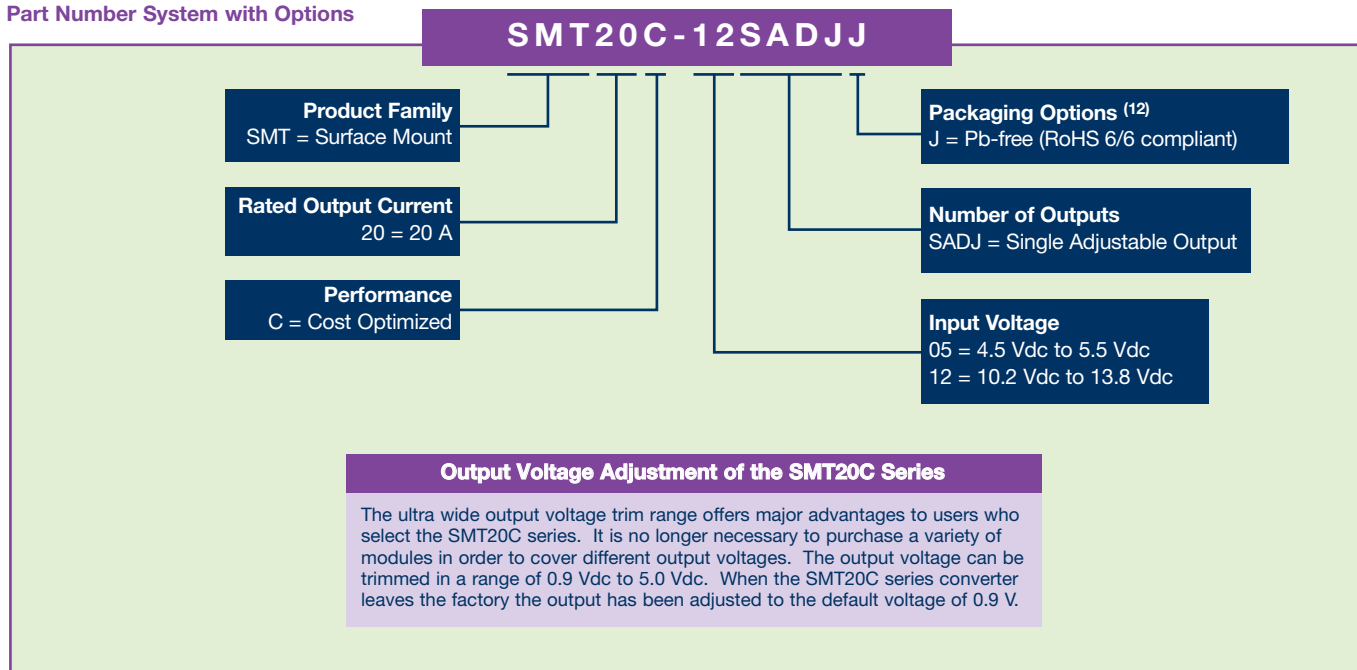 Part Number System with Options
SMT20C-12SADJJ
Product Family
SMT = Surface Mount
Rated Output Current
20 = 20 A
Performance
C = Cost Optimized
Packaging Options (12)
J = Pb-free (RoHS 6/6 compliant)
Number of Outputs
SADJ = Single Adjustable Output
Input Voltage
05 = 4.5 Vdc to 5.5 Vdc
12 = 10.2 Vdc to 13.8 Vdc
Output Voltage Adjustment of the SMT20C Series
The ultra wide output voltage trim range offers major advantages to users who
select the SMT20C series. It is no longer necessary to purchase a variety of
modules in order to cover different output voltages. The output voltage can be
trimmed in a range of 0.9 Vdc to 5.0 Vdc. When the SMT20C series converter
leaves the factory the output has been adjusted to the default voltage of 0.9 V.